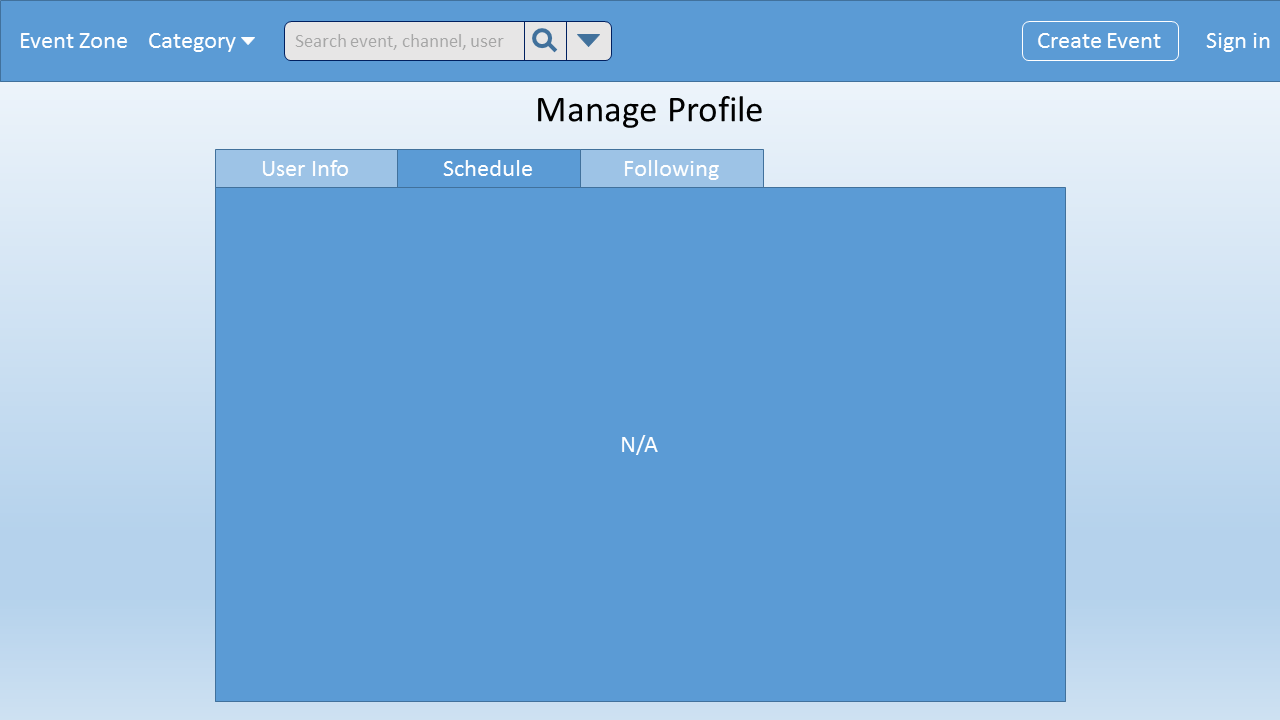 Event Zone Category Search event, channel, user Create Event Sign in
Manage Profile
User Info Schedule Following
N/A